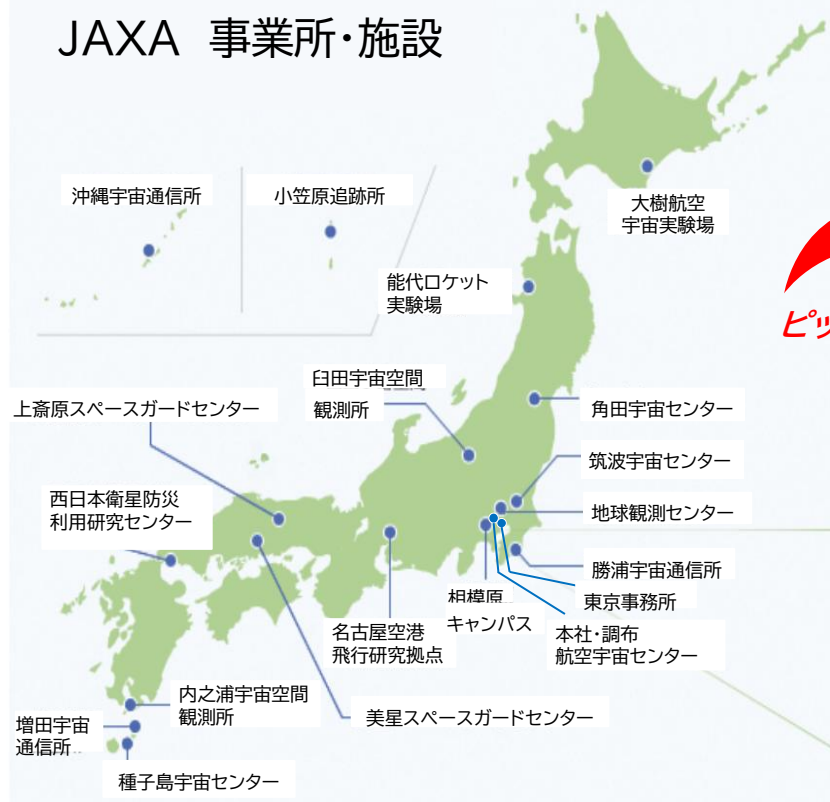 JAXA 事業所・施設
沖縄宇宙通信所
小笠原追跡所
大樹航空
宇宙実験場
能代ロケット
実験場
ピッ
臼田宇宙空間
観測所
上斎原スペースガードセンター
角田宇宙センター
筑波宇宙センター
西日本衛星防災
利用研究センター
地球観測センター
勝浦宇宙通信所
東京事務所
相模原
キャンパス
本社・調布
航空宇宙センター
名古屋空港
飛行研究拠点
内之浦宇宙空間
観測所
美星スペースガードセンター
増田宇宙
通信所
種子島宇宙センター